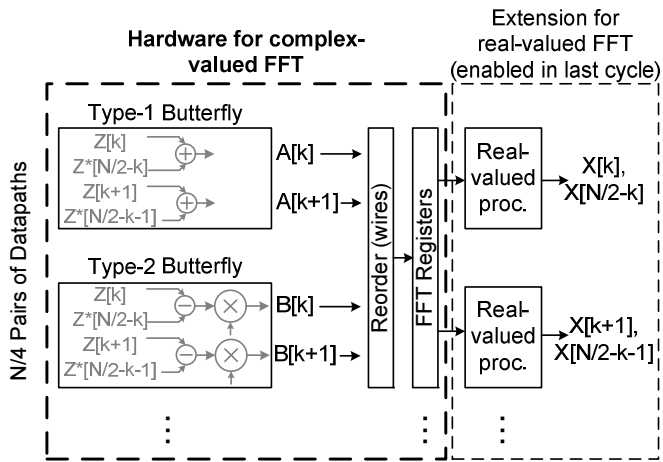 Hardware for complex-
valued FFT
Extension for
real-valued FFT
(enabled in last cycle)
N/4 Pairs of Datapaths
Type-1 Butterfly
Z[k]
Z*[N/2-k]
+
Z[k+1]
Z*[N/2-k-1]
+
A[k]
A[k+1]
Type-2 Butterfly
Z[k]
Z*[N/2-k]
−
×
Z[k+1]
Z*[N/2-k-1]
−
×
B[k]
B[k+1]
Reorder (wires)
FFT Registers
Real-
valued
proc.
X[k],
X[N/2-k]
Real-
valued
proc.
X[k+1],
X[N/2-k-1]